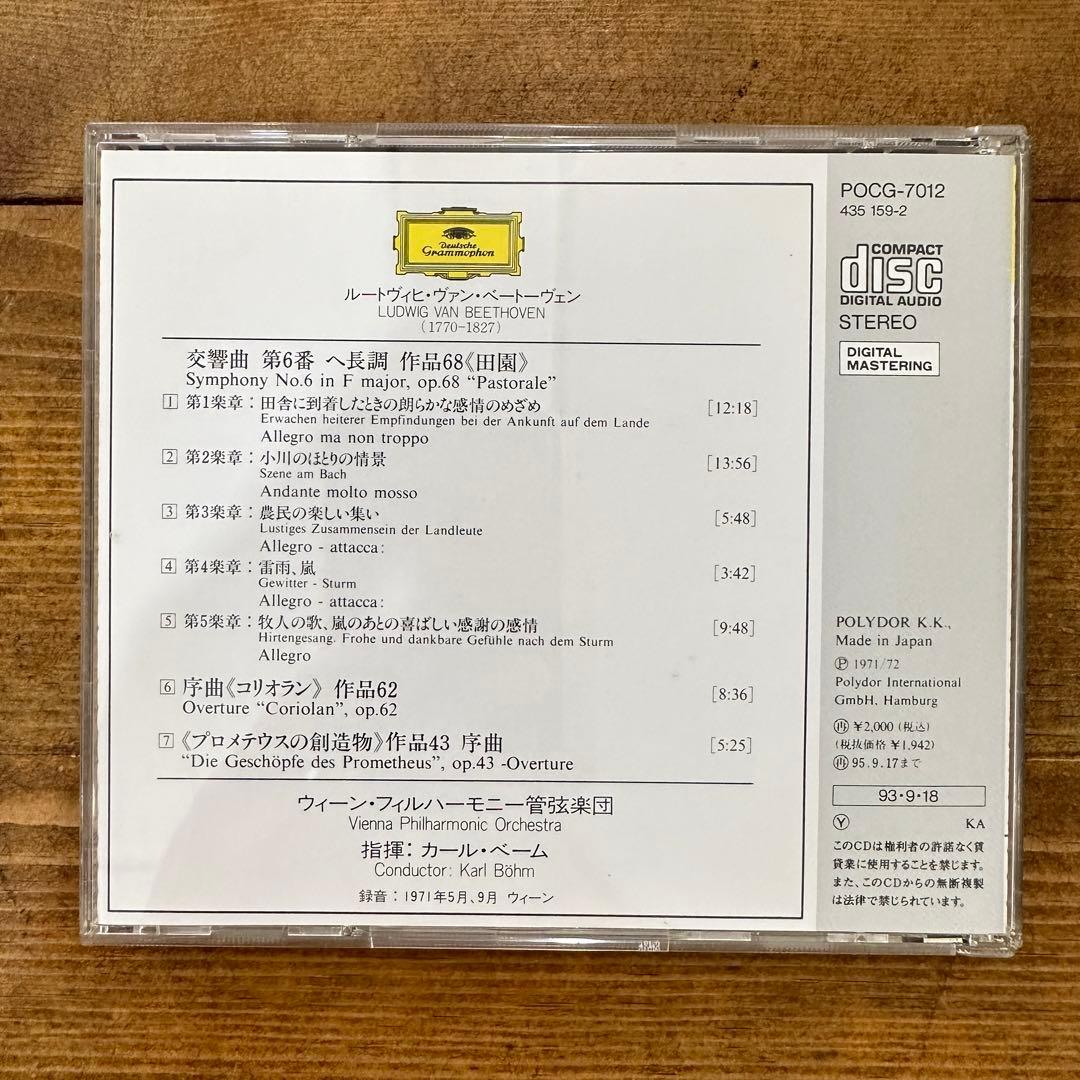 Deutsche
Grammophon
ルートヴィヒ・ヴァン・ベートーヴェン
LUDWIG VAN BEETHOVEN
(1770-1827)
交響曲 第6番 ヘ長調 作品68《田園》
Symphony No.6 in F major, op.68 “Pastorale”
1 第1楽章：田舎に到着したときの朗らかな感情のめざめ [12:18]
Erwachen heiterer Empfindungen bei der Ankunft auf dem Lande
Allegro ma non troppo
2 第2楽章：小川のほとりの情景 [13:56]
Szene am Bach
Andante molto mosso
3 第3楽章：農民の楽しい集い [5:48]
Lustiges Zusammensein der Landleute
Allegro - attacca:
4 第4楽章：雷雨、嵐 [3:42]
Gewitter - Sturm
Allegro - attacca:
5 第5楽章：牧人の歌、嵐のあとの喜ばしい感謝の感情 [9:48]
Hirtengesang. Frohe und dankbare Gefühle nach dem Sturm
Allegro
6 序曲《コリオラン》 作品62 [8:36]
Overture “Coriolan”, op.62
7 《プロメテウスの創造物》作品43 序曲 [5:25]
“Die Geschöpfe des Prometheus”, op.43 -Overture
ウィーン・フィルハーモニー管弦楽団
Vienna Philharmonic Orchestra
指揮：カール・ベーム
Conductor: Karl Böhm
録音：1971年5月、9月 ウィーン
POCG-7012
435 159-2
COMPACT
disc
DIGITAL AUDIO
STEREO
DIGITAL
MASTERING
POLYDOR K.K.,
Made in Japan
Ⓟ 1971/72
Polydor International
GmbH, Hamburg
㊢ ¥2,000 (税込)
(税抜価格 ¥1,942)
㊢ 95.9.17まで
93・9・18
Ⓨ KA
このCDは権利者の許諾なく賃
貸業に使用することを禁じます。
また、このCDからの無断複製
は法律で禁じられています。